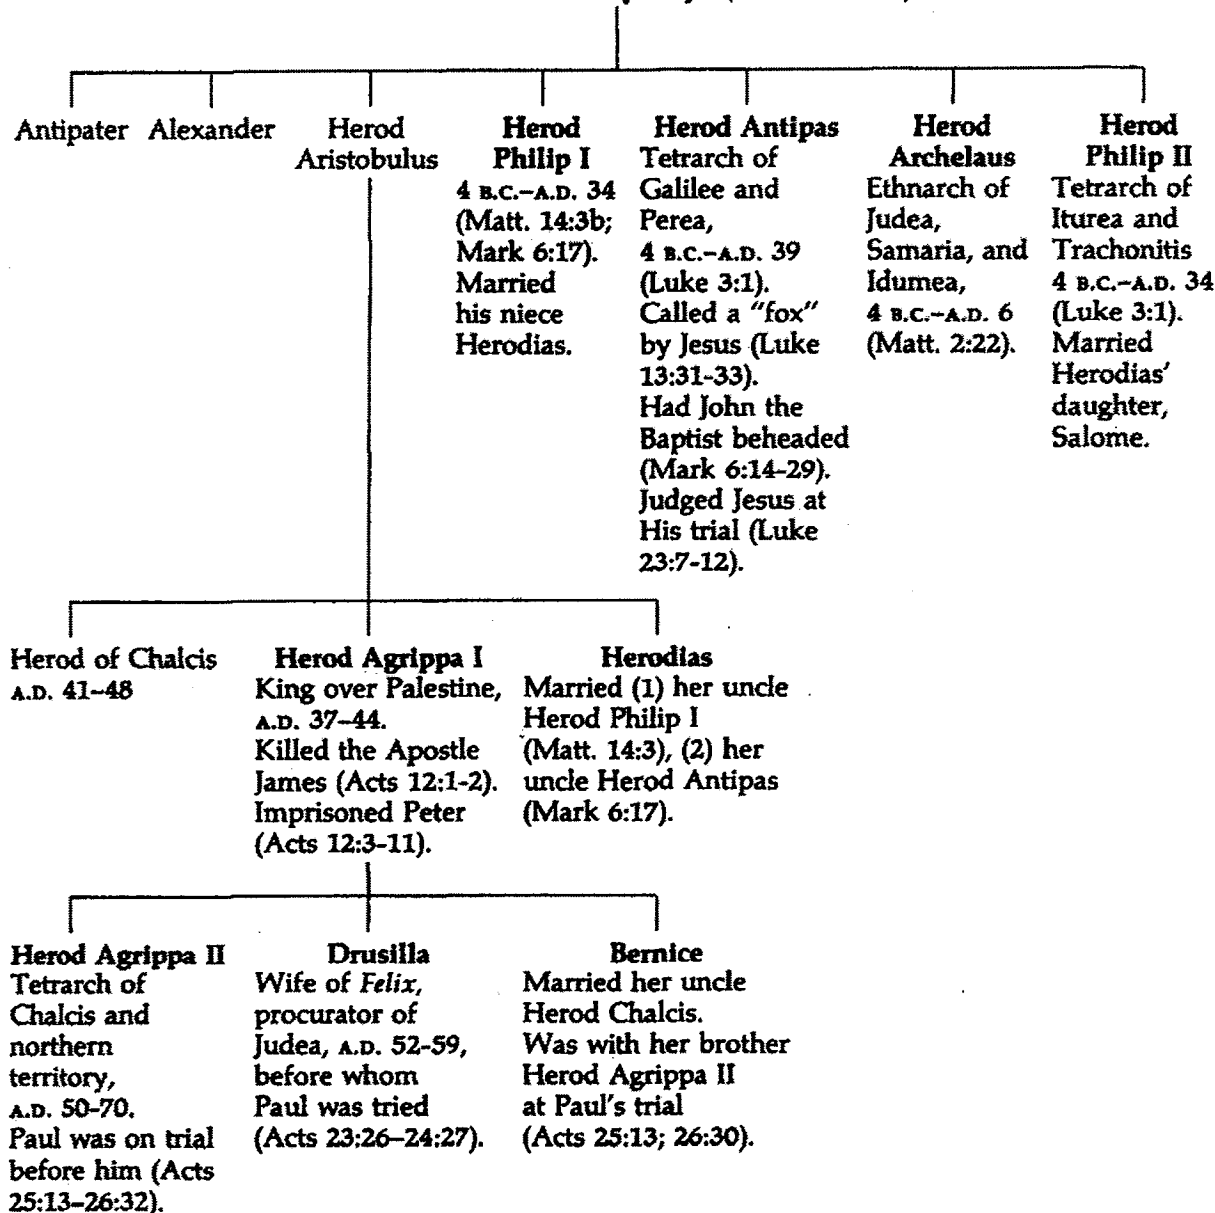 Antipater
Alexander
Herod
Aristobulus
Herod
Philip I
4 B.C.–A.D. 34
(Matt. 14:3b;
Mark 6:17).
Married
his niece
Herodias.
Herod Antipas
Tetrarch of
Galilee and
Perea,
4 B.C.–A.D. 39
(Luke 3:1).
Called a "fox"
by Jesus (Luke
13:31-33).
Had John the
Baptist beheaded
(Mark 6:14-29).
Judged Jesus at
His trial (Luke
23:7-12).
Herod
Archelaus
Ethnarch of
Judea,
Samaria, and
Idumea,
4 B.C.–A.D. 6
(Matt. 2:22).
Herod
Philip II
Tetrarch of
Iturea and
Trachonitis
4 B.C.–A.D. 34
(Luke 3:1).
Married
Herodias'
daughter,
Salome.
Herod of Chalcis
A.D. 41–48
Herod Agrippa I
King over Palestine,
A.D. 37–44.
Killed the Apostle
James (Acts 12:1-2).
Imprisoned Peter
(Acts 12:3-11).
Herodias
Married (1) her uncle
Herod Philip I
(Matt. 14:3), (2) her
uncle Herod Antipas
(Mark 6:17).
Herod Agrippa II
Tetrarch of
Chalcis and
northern
territory,
A.D. 50-70.
Paul was on trial
before him (Acts
25:13–26:32).
Drusilla
Wife of Felix,
procurator of
Judea, A.D. 52-59,
before whom
Paul was tried
(Acts 23:26–24:27).
Bernice
Married her uncle
Herod Chalcis.
Was with her brother
Herod Agrippa II
at Paul's trial
(Acts 25:13; 26:30).